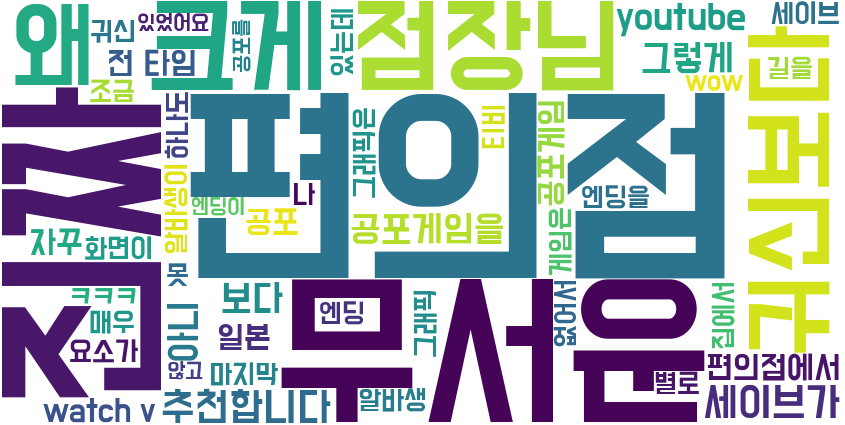 왜
귀신
있었어요
전 타임
크게
공포를
있는데
점장님
youtube
그렇게
wow
세이브
길을
한번
조금
진짜
하나도
편의점
그래픽은
티비
공포게임
알바생이
엔딩이
공포
나
공포게임을
게임은
엔딩을
자꾸
화면이
ㅋㅋㅋ
매우
요소가
못
아니
않고
보다
일본
마지막
엔딩
무서운
그래픽
없어서
집에서
별로
편의점에서
세이브가
watch v
추천합니다
알바생